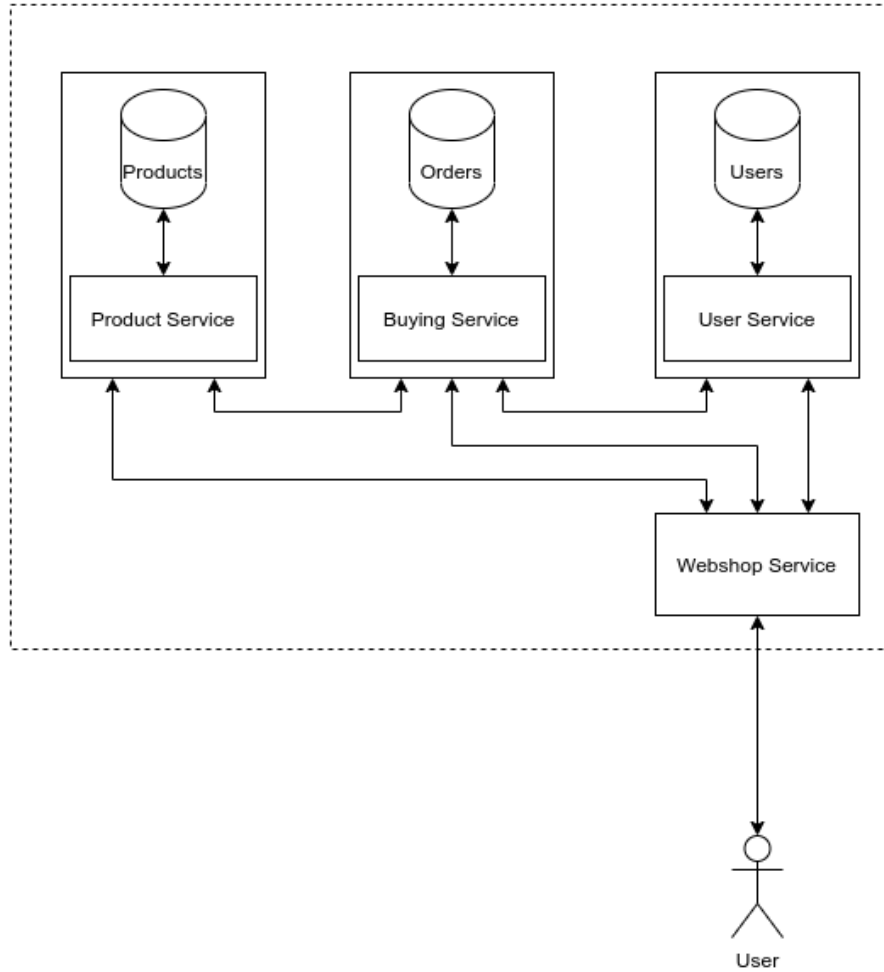 Products
Orders
Users
Product Service
Buying Service
User Service
Webshop Service
User